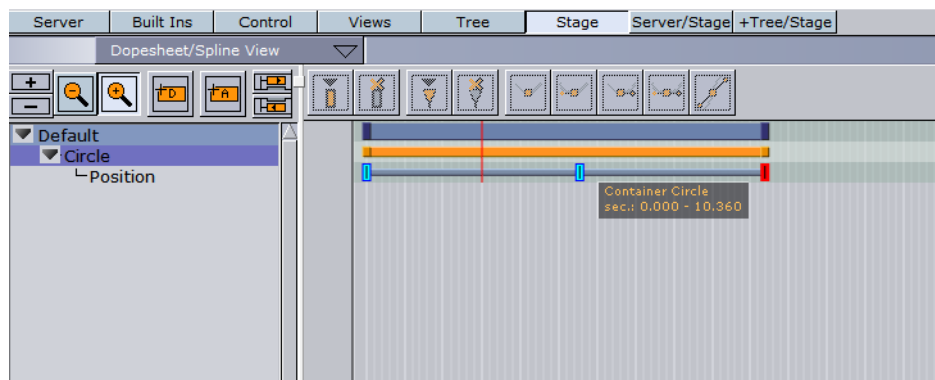 Server Built Ins Control Views Tree Stage Server/Stage +Tree/Stage
Dopesheet/Spline View
+ D A
-
Default
Circle
Position
Container Circle
sec.: 0.000 - 10.360